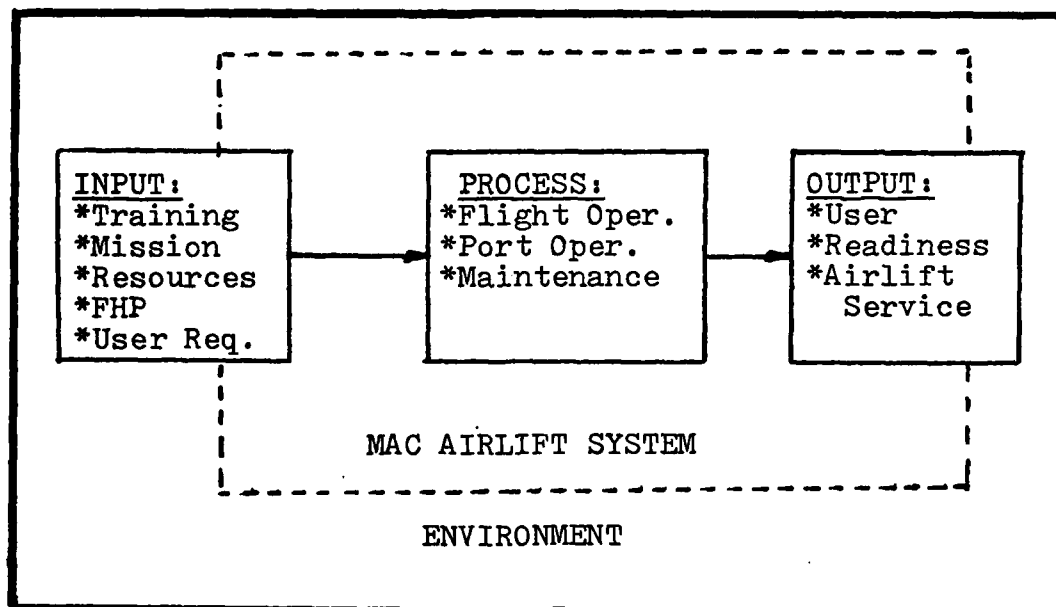 INPUT:
*Training
*Mission
*Resources
*FHP
*User Req.
PROCESS:
*Flight Oper.
*Port Oper.
*Maintenance
OUTPUT:
*User
*Readiness
*Airlift
Service
MAC AIRLIFT SYSTEM
ENVIRONMENT